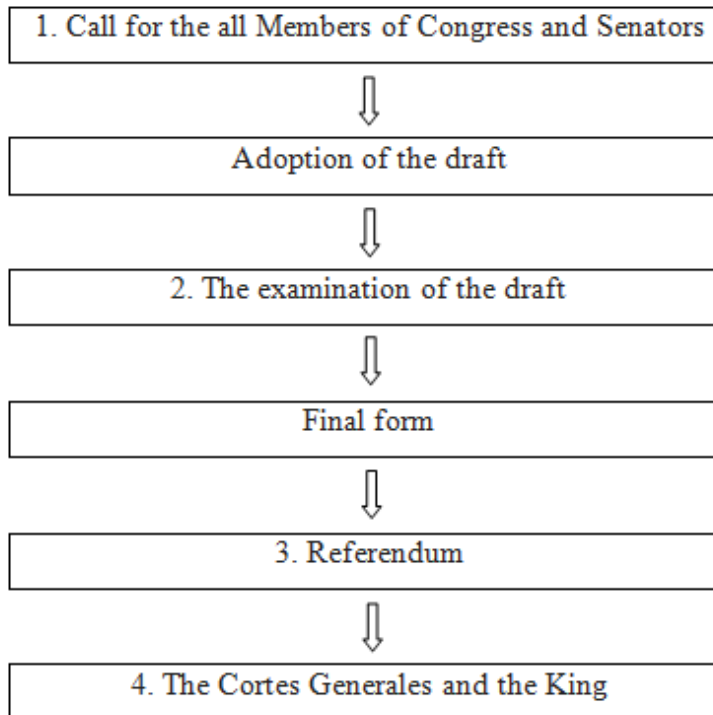 1. Call for the all Members of Congress and Senators
Adoption of the draft
2. The examination of the draft
Final form
3. Referendum
4. The Cortes Generales and the King